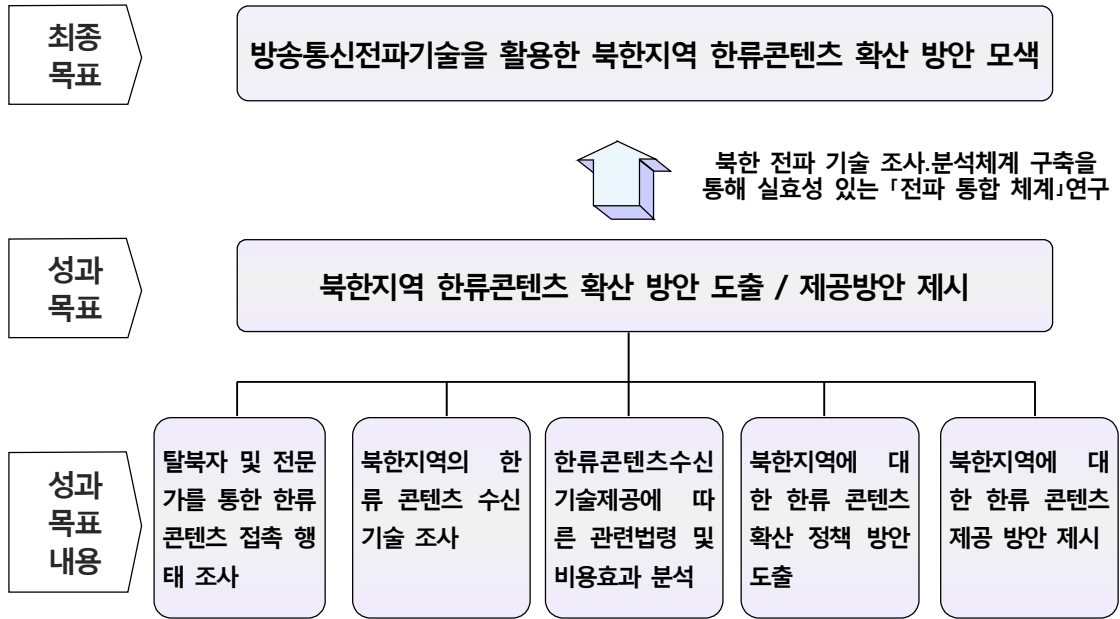 최종
목표
방송통신전파기술을 활용한 북한지역 한류콘텐츠 확산 방안 모색
북한 전파 기술 조사.분석체계 구축을
통해 실효성 있는 「전파 통합 체계」연구
성과
목표
북한지역 한류콘텐츠 확산 방안 도출 / 제공방안 제시
성과
목표
내용
탈북자 및 전문
가를 통한 한류
콘텐츠 접촉 행
태 조사
북한지역의 한
류 콘텐츠 수신
기술 조사
한류콘텐츠수신
기술제공에 따
른 관련법령 및
비용효과 분석
북한지역에 대
한 한류 콘텐츠
확산 정책 방안
도출
북한지역에 대
한 한류 콘텐츠
제공 방안 제시